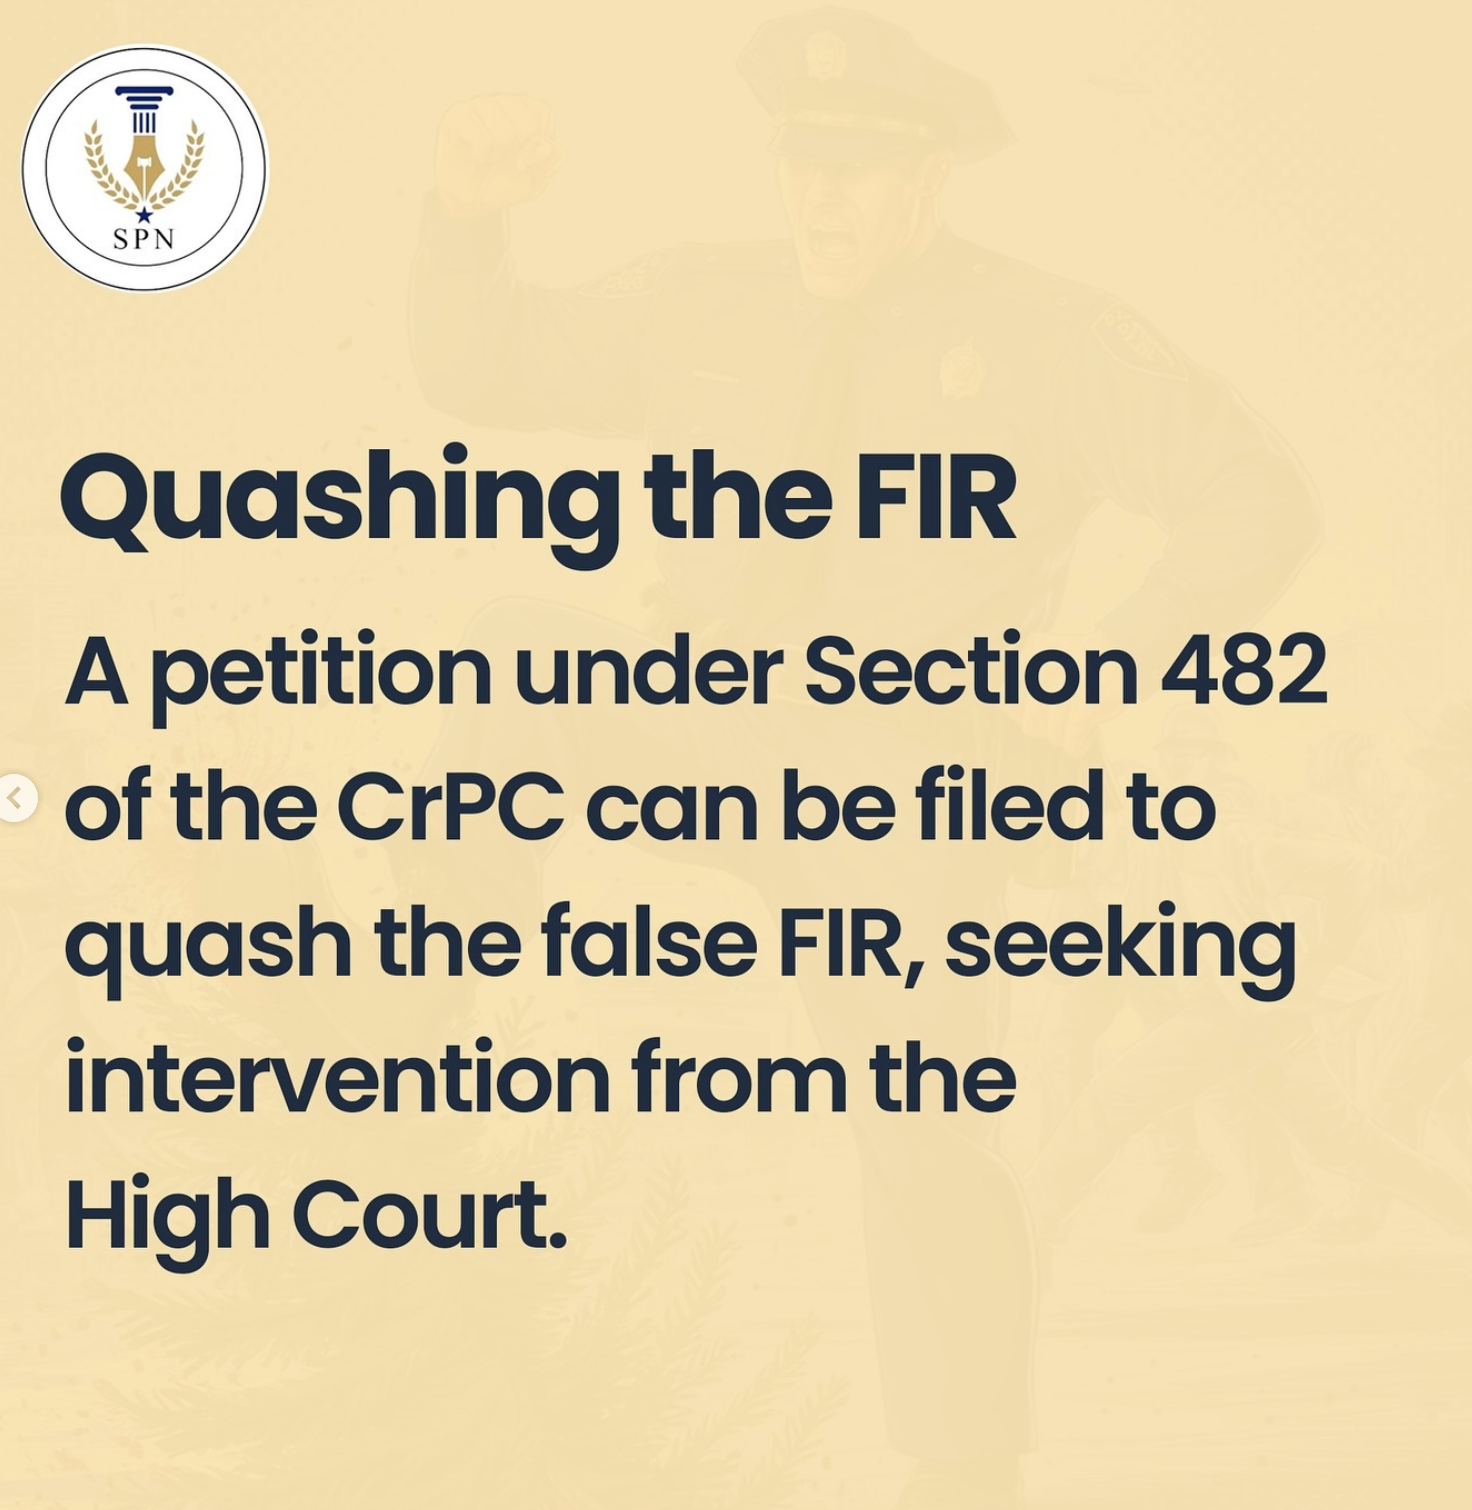 SPN
Quashing the FIR
A petition under Section 482
of the CrPC can be filed to
quash the false FIR, seeking
intervention from the
High Court.